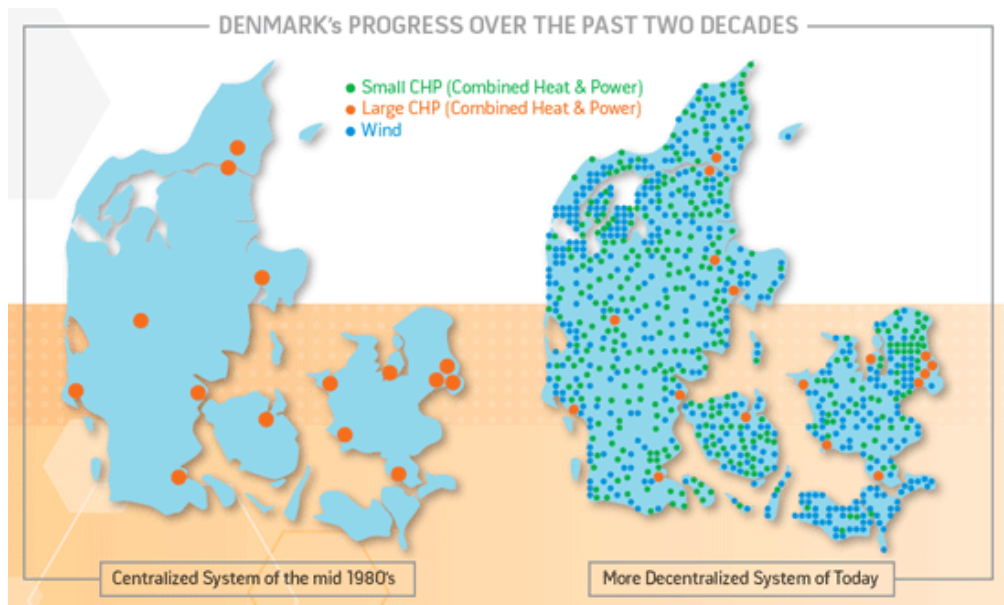 DENMARK's PROGRESS OVER THE PAST TWO DECADES
Small CHP (Combined Heat & Power)
Large CHP (Combined Heat & Power)
Wind
Centralized System of the mid 1980's
More Decentralized System of Today